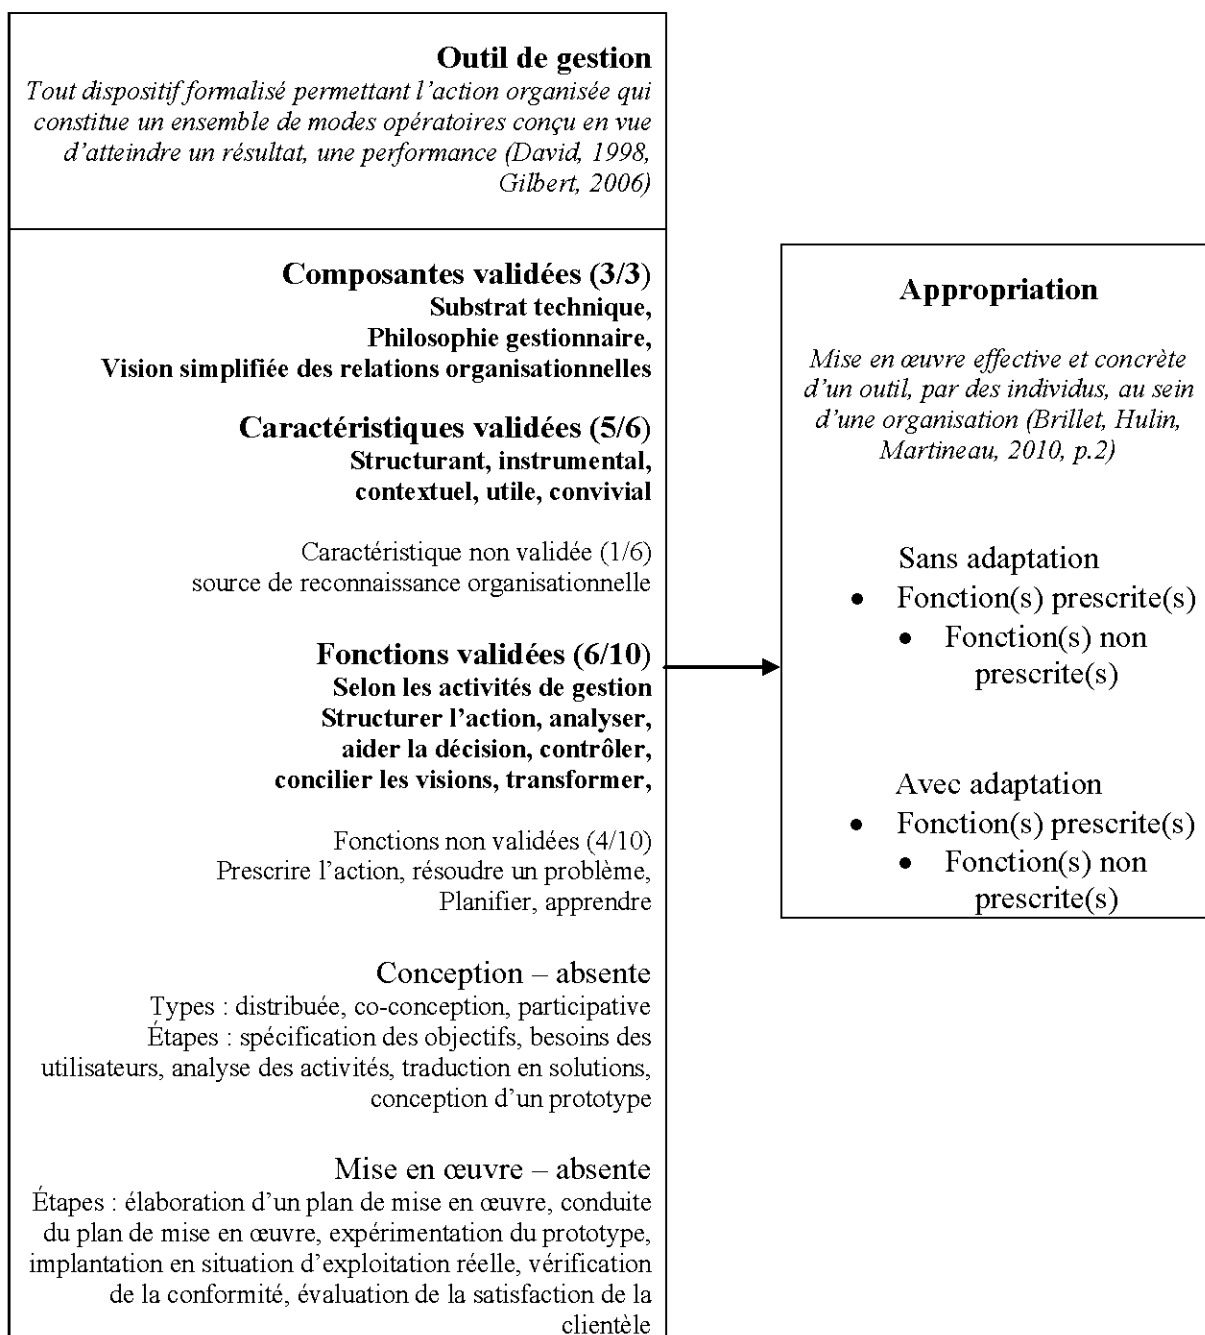 Outil de gestion
Tout dispositif formalisé permettant l’action organisée qui
constitue un ensemble de modes opératoires conçu en vue
d’atteindre un résultat, une performance (David, 1998,
Gilbert, 2006)
Composantes validées (3/3)
Substrat technique,
Philosophie gestionnaire,
Vision simplifiée des relations organisationnelles
Caractéristiques validées (5/6)
Structurant, instrumental,
contextuel, utile, convivial
Caractéristique non validée (1/6)
source de reconnaissance organisationnelle
Fonctions validées (6/10)
Selon les activités de gestion
Structurer l’action, analyser,
aider la décision, contrôler,
concilier les visions, transformer,
Fonctions non validées (4/10)
Prescrire l’action, résoudre un problème,
Planifier, apprendre
Conception – absente
Types : distribuée, co-conception, participative
Étapes : spécification des objectifs, besoins des
utilisateurs, analyse des activités, traduction en solutions,
conception d’un prototype
Mise en œuvre – absente
Étapes : élaboration d’un plan de mise en œuvre, conduite
du plan de mise en œuvre, expérimentation du prototype,
implantation en situation d’exploitation réelle, vérification
de la conformité, évaluation de la satisfaction de la
clientèle
Appropriation
Mise en œuvre effective et concrète
d’un outil, par des individus, au sein
d’une organisation (Brillet, Hulin,
Martineau, 2010, p.2)
Sans adaptation
• Fonction(s) prescrite(s)
• Fonction(s) non
prescrite(s)
Avec adaptation
• Fonction(s) prescrite(s)
• Fonction(s) non
prescrite(s)